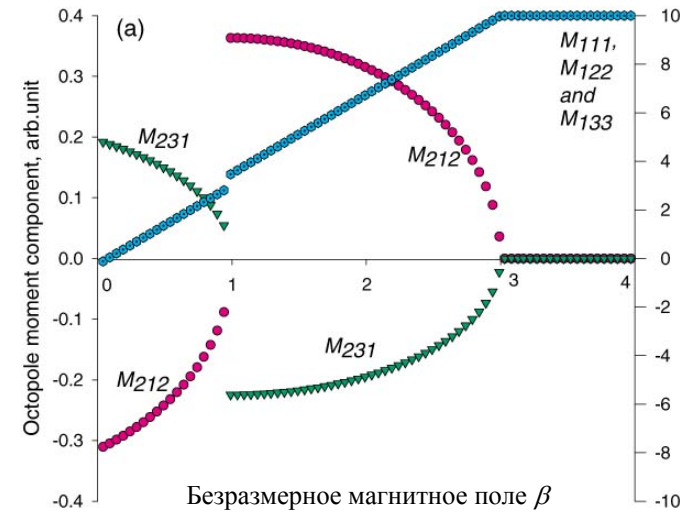 0.4
0.3
0.2
0.1
0.0
-0.1
-0.2
-0.3
-0.4
Octopole moment component, arb.unit
(a)
M231
M212
M212
M231
M111,
M122
and
M133
0 1 2 3 4
10
8
6
4
2
0
-2
-4
-6
-8
-10
Безразмерное магнитное поле β